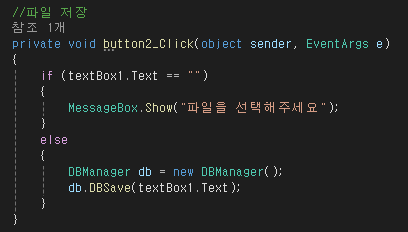 //파일 저장
참조 1개
private void button2_Click(object sender, EventArgs e)
{
if (textBox1.Text == "")
{
MessageBox.Show("파일을 선택해주세요");
}
else
{
DBManager db = new DBManager();
db.DBSave(textBox1.Text);
}
}